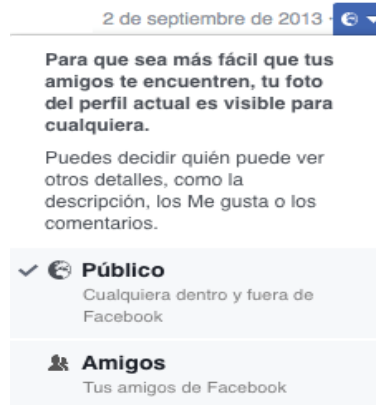 2 de septiembre de 2013 ·
Para que sea más fácil que tus
amigos te encuentren, tu foto
del perfil actual es visible para
cualquiera.
Puedes decidir quién puede ver
otros detalles, como la
descripción, los Me gusta o los
comentarios.
Público
Cualquiera dentro y fuera de
Facebook
Amigos
Tus amigos de Facebook